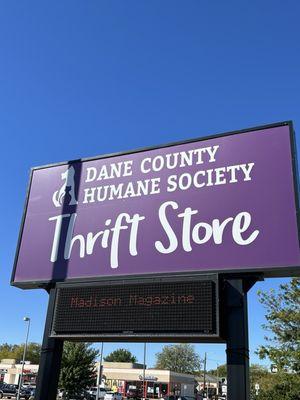 DANE COUNTY
HUMANE SOCIETY
Thrift Store
Madison Magazine